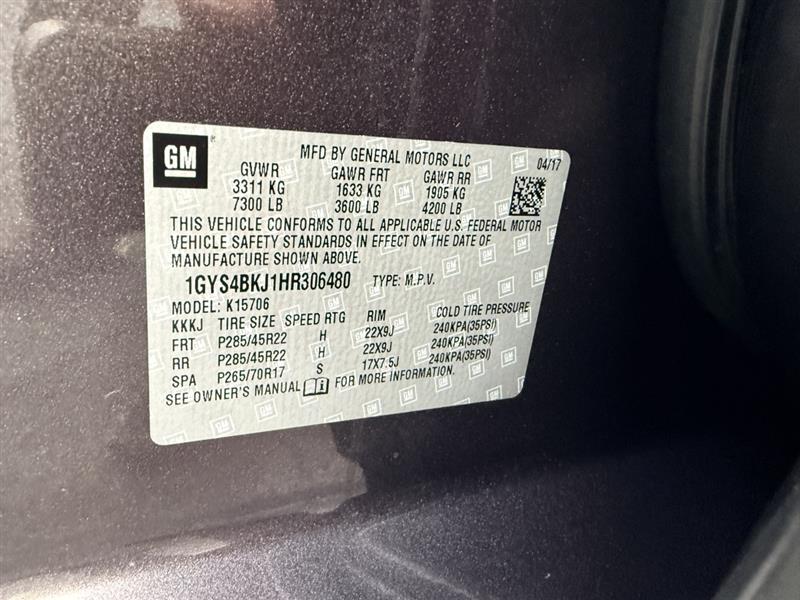 GM
MFD BY GENERAL MOTORS LLC 04/17
GVWR GAWR FRT GAWR RR
3311 KG 1633 KG 1905 KG
7300 LB 3600 LB 4200 LB
THIS VEHICLE CONFORMS TO ALL APPLICABLE U.S. FEDERAL MOTOR
VEHICLE SAFETY STANDARDS IN EFFECT ON THE DATE OF
MANUFACTURE SHOWN ABOVE.
1GYS4BKJ1HR306480 TYPE: M.P.V.
MODEL: K15706
KKKJ TIRE SIZE SPEED RTG RIM COLD TIRE PRESSURE
FRT P285/45R22 H 22X9J 240KPA(35PSI)
RR P285/45R22 H 22X9J 240KPA(35PSI)
SPA P265/70R17 S 17X7.5J 240KPA(35PSI)
SEE OWNER'S MANUAL FOR MORE INFORMATION.